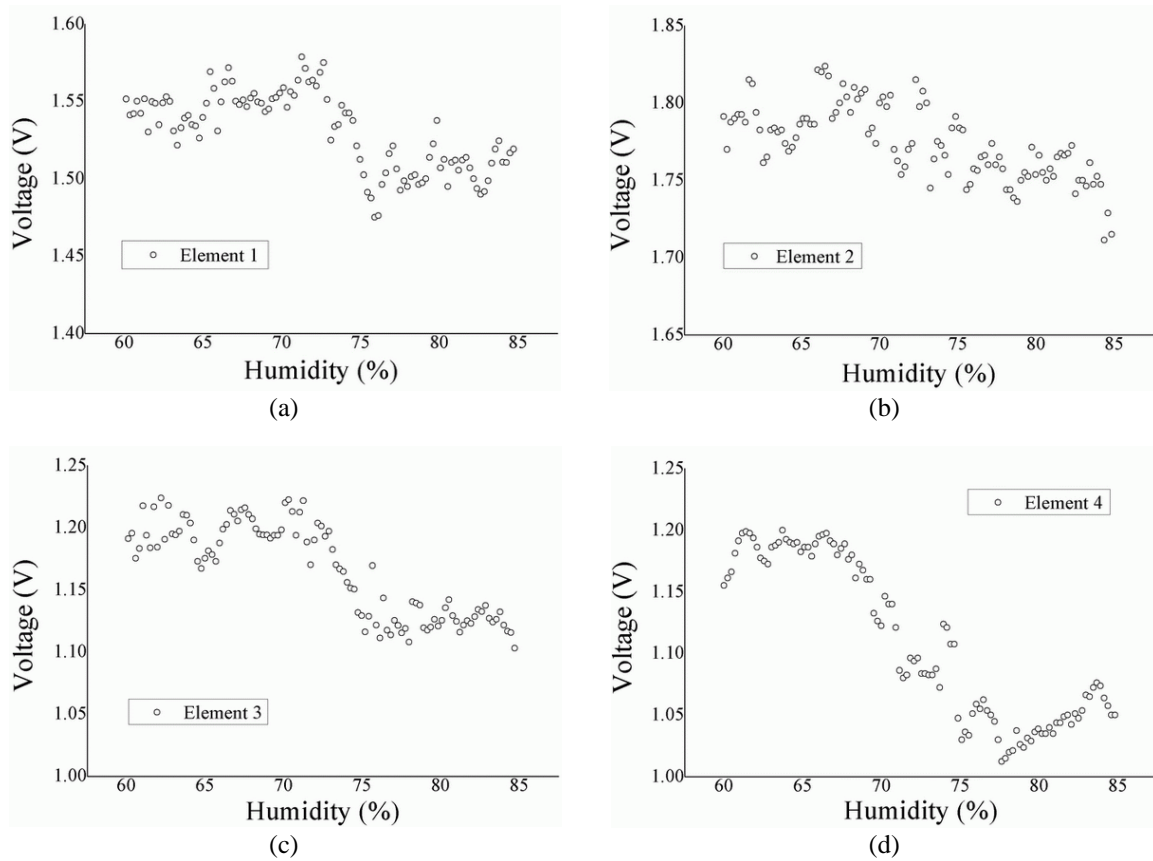 1.60
1.55
1.50
1.45
1.40
Voltage (V)
Element 1
60 65 70 75 80 85
Humidity (%)
(a)
1.85
1.80
1.75
1.70
1.65
Voltage (V)
Element 2
60 65 70 75 80 85
Humidity (%)
(b)
1.25
1.20
1.15
1.10
1.05
1.00
Voltage (V)
Element 3
60 65 70 75 80 85
Humidity (%)
(c)
1.25
1.20
1.15
1.10
1.05
1.00
Voltage (V)
Element 4
60 65 70 75 80 85
Humidity (%)
(d)